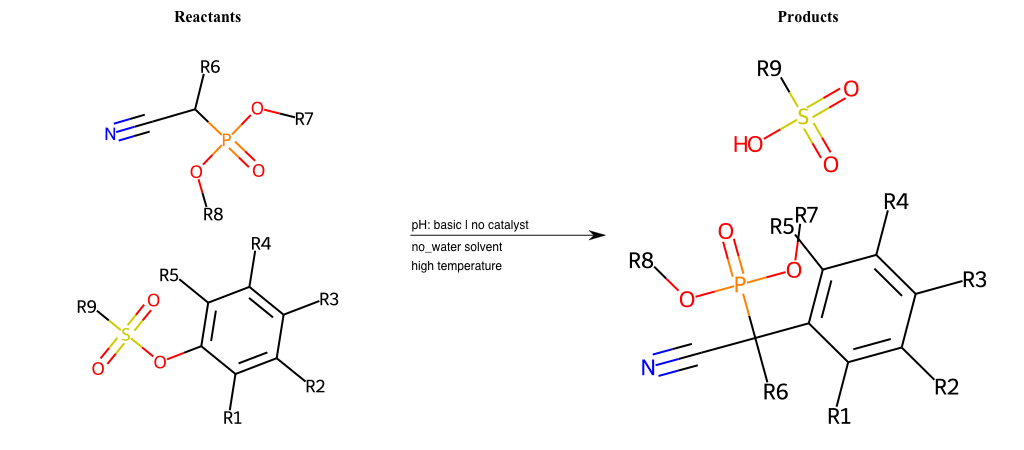 Reactants
Products
R6
N
O
R7
P
O
O
R8
R9
O
S
HO
O
pH: basic | no catalyst
no_water solvent
high temperature
R4
R5
R3
R9
O
S
O
O
R2
R1
R4
R7
R5
O
R8
O
R3
P
O
N
R6
R2
R1